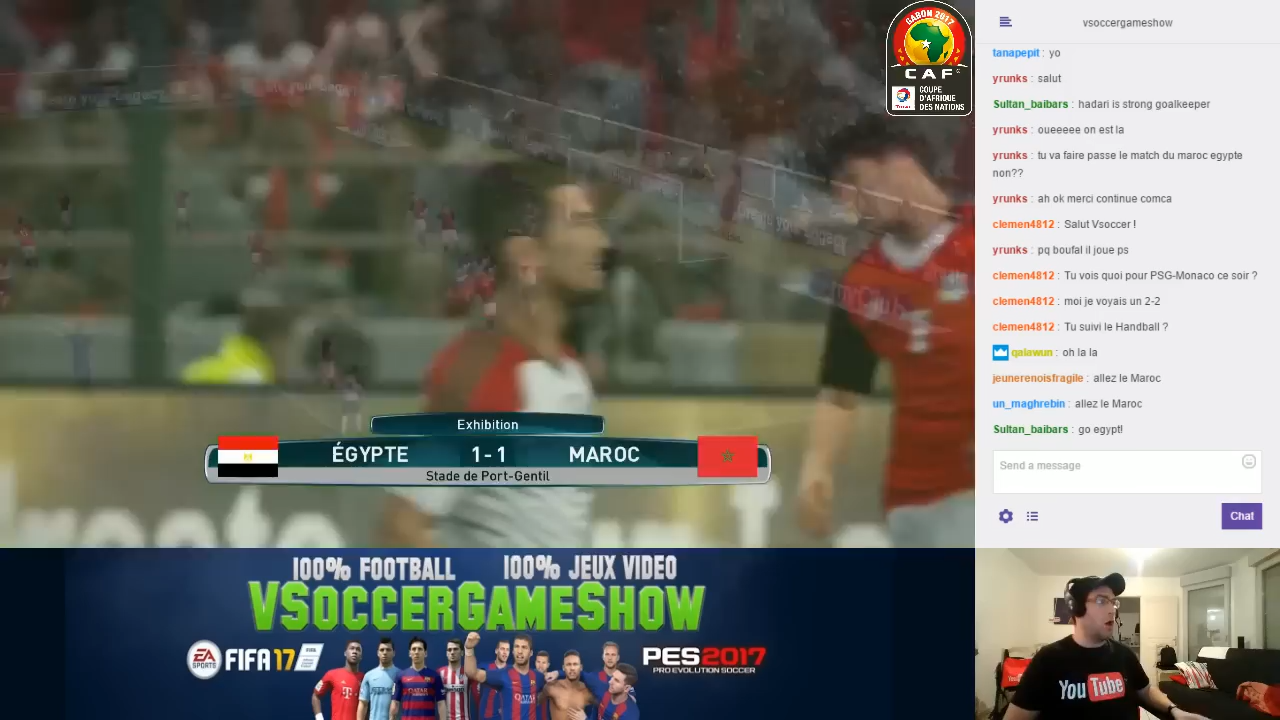 GABON 2017
CAF
TOTAL
COUPE
D'AFRIQUE
DES NATIONS
Exhibition
ÉGYPTE 1-1 MAROC
Stade de Port-Gentil
100% FOOTBALL 100% JEUX VIDEO
VSOCCERGAMESHOW
EA
SPORTS
FIFA 17
PES2017
PRO EVOLUTION SOCCER
vsoccergameshow
tanapepit : yo
yrunks : salut
Sultan_baibars : hadari is strong goalkeeper
yrunks : oueeeee on est la
yrunks : tu va faire passe le match du maroc egypte
non??
yrunks : ah ok merci continue comca
clemen4812 : Salut Vsoccer !
yrunks : pq boufal il joue ps
clemen4812 : Tu vois quoi pour PSG-Monaco ce soir ?
clemen4812 : moi je voyais un 2-2
clemen4812 : Tu suivi le Handball ?
qalawun : oh la la
jeunerenoisfragile : allez le Maroc
un_maghrebin : allez le Maroc
Sultan_baibars : go egypt!
Send a message
Chat
YouTube